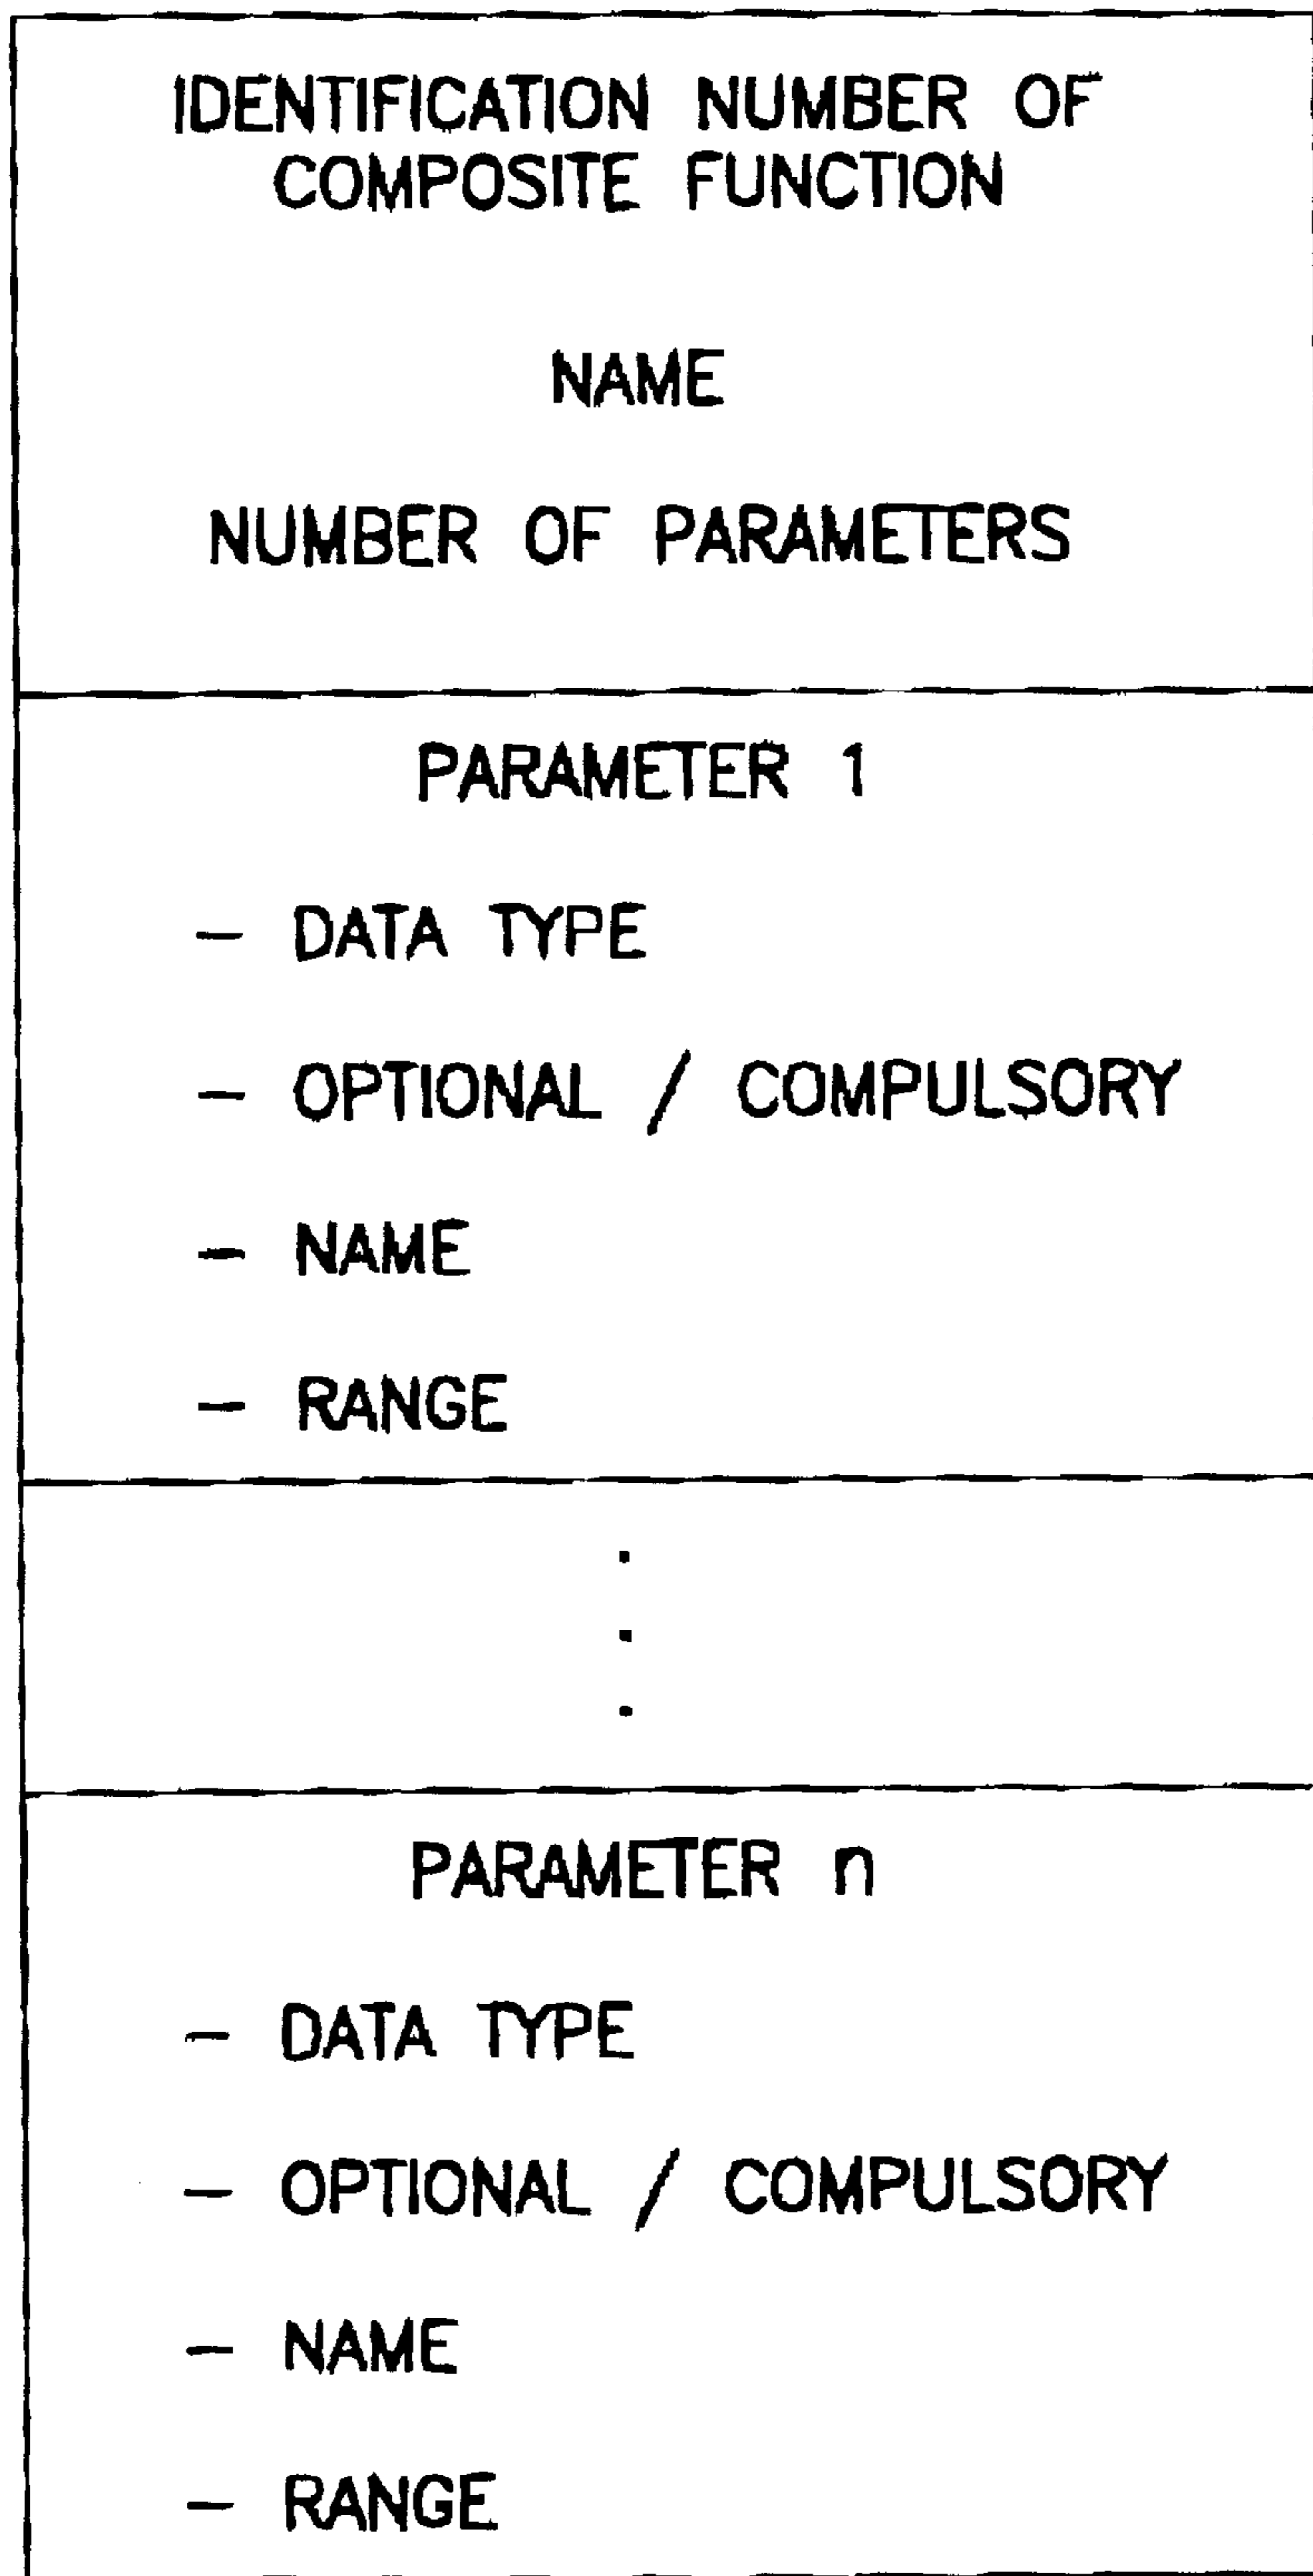 IDENTIFICATION NUMBER OF
COMPOSITE FUNCTION
NAME
NUMBER OF PARAMETERS
PARAMETER 1
– DATA TYPE
– OPTIONAL / COMPULSORY
– NAME
– RANGE
.
.
.
PARAMETER n
– DATA TYPE
– OPTIONAL / COMPULSORY
– NAME
– RANGE